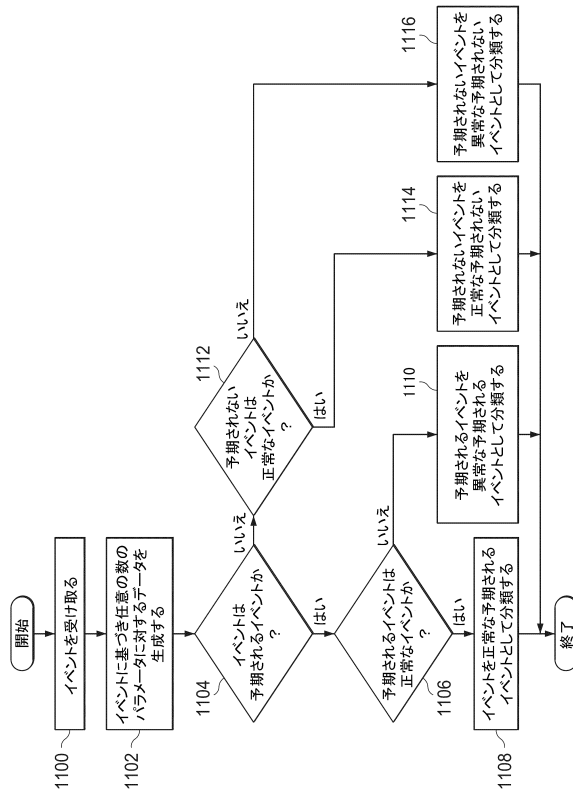 開始
イベントを受け取る
1100
イベントに基づき任意の数の
パラメータに対するデータを
生成する
1102
イベントは
予期されるイベントか
?
1104
いいえ
はい
予期されるイベントは
正常なイベントか
?
1106
いいえ
はい
イベントを正常な予期される
イベントとして分類する
1108
予期されるイベントを
異常な予期される
イベントとして分類する
1110
予期されない
イベントは
正常なイベントか
?
1112
いいえ
はい
予期されないイベントを
正常な予期されない
イベントとして分類する
1114
予期されないイベントを
異常な予期されない
イベントとして分類する
1116
終了